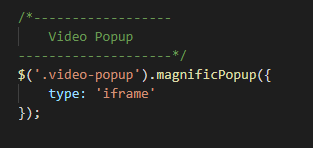 /*------------------
    Video Popup
--------------------*/
$('.video-popup').magnificPopup({
    type: 'iframe'
});